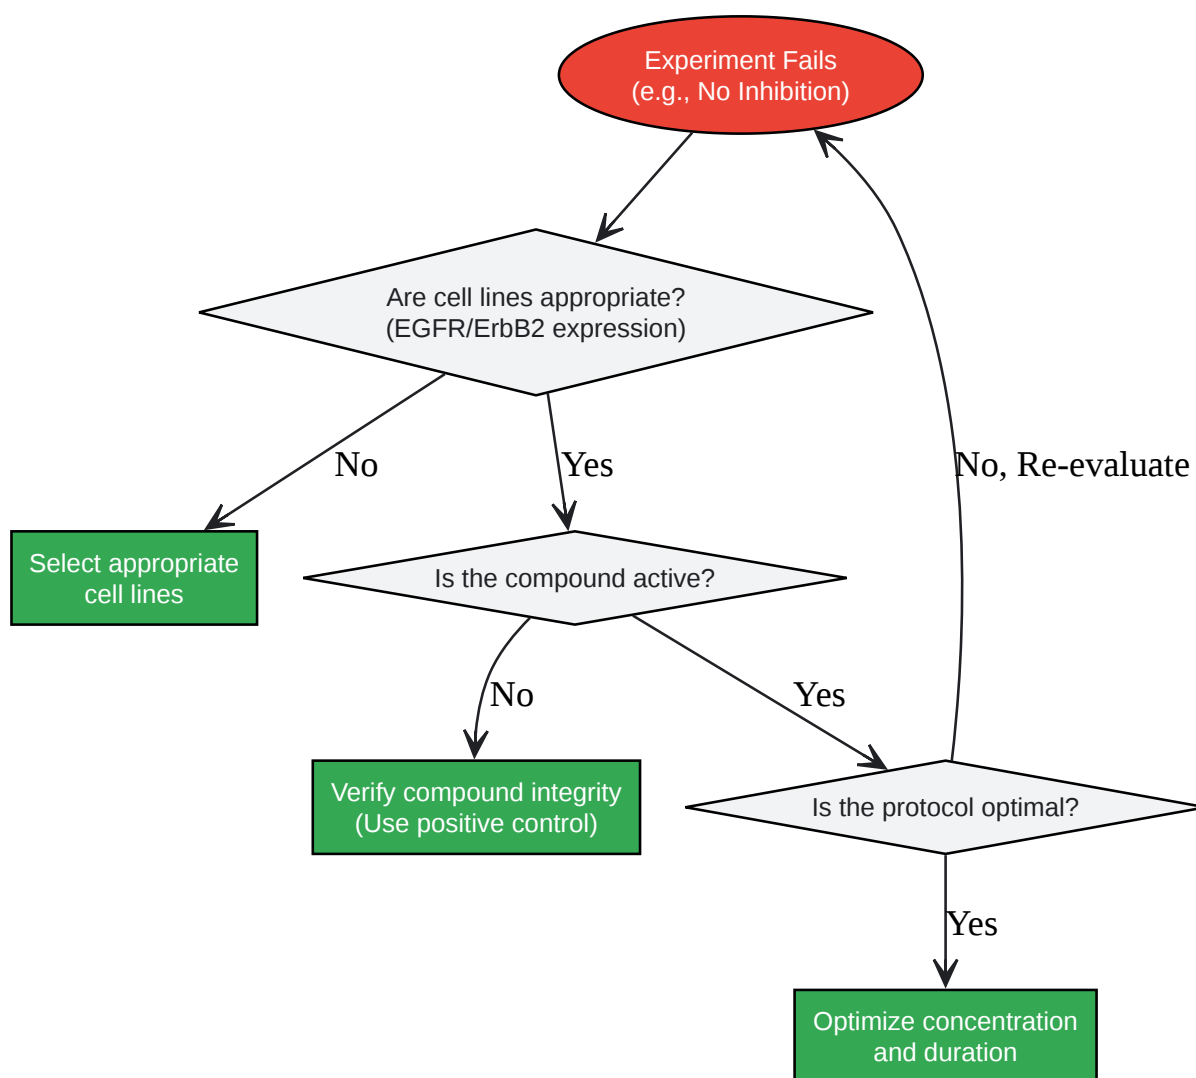 Experiment Fails
(e.g., No Inhibition)
Are cell lines appropriate?
(EGFR/ErbB2 expression)
No
Yes
No, Re-evaluate
Select appropriate
cell lines
Is the compound active?
No
Yes
Verify compound integrity
(Use positive control)
Is the protocol optimal?
Yes
Optimize concentration
and duration